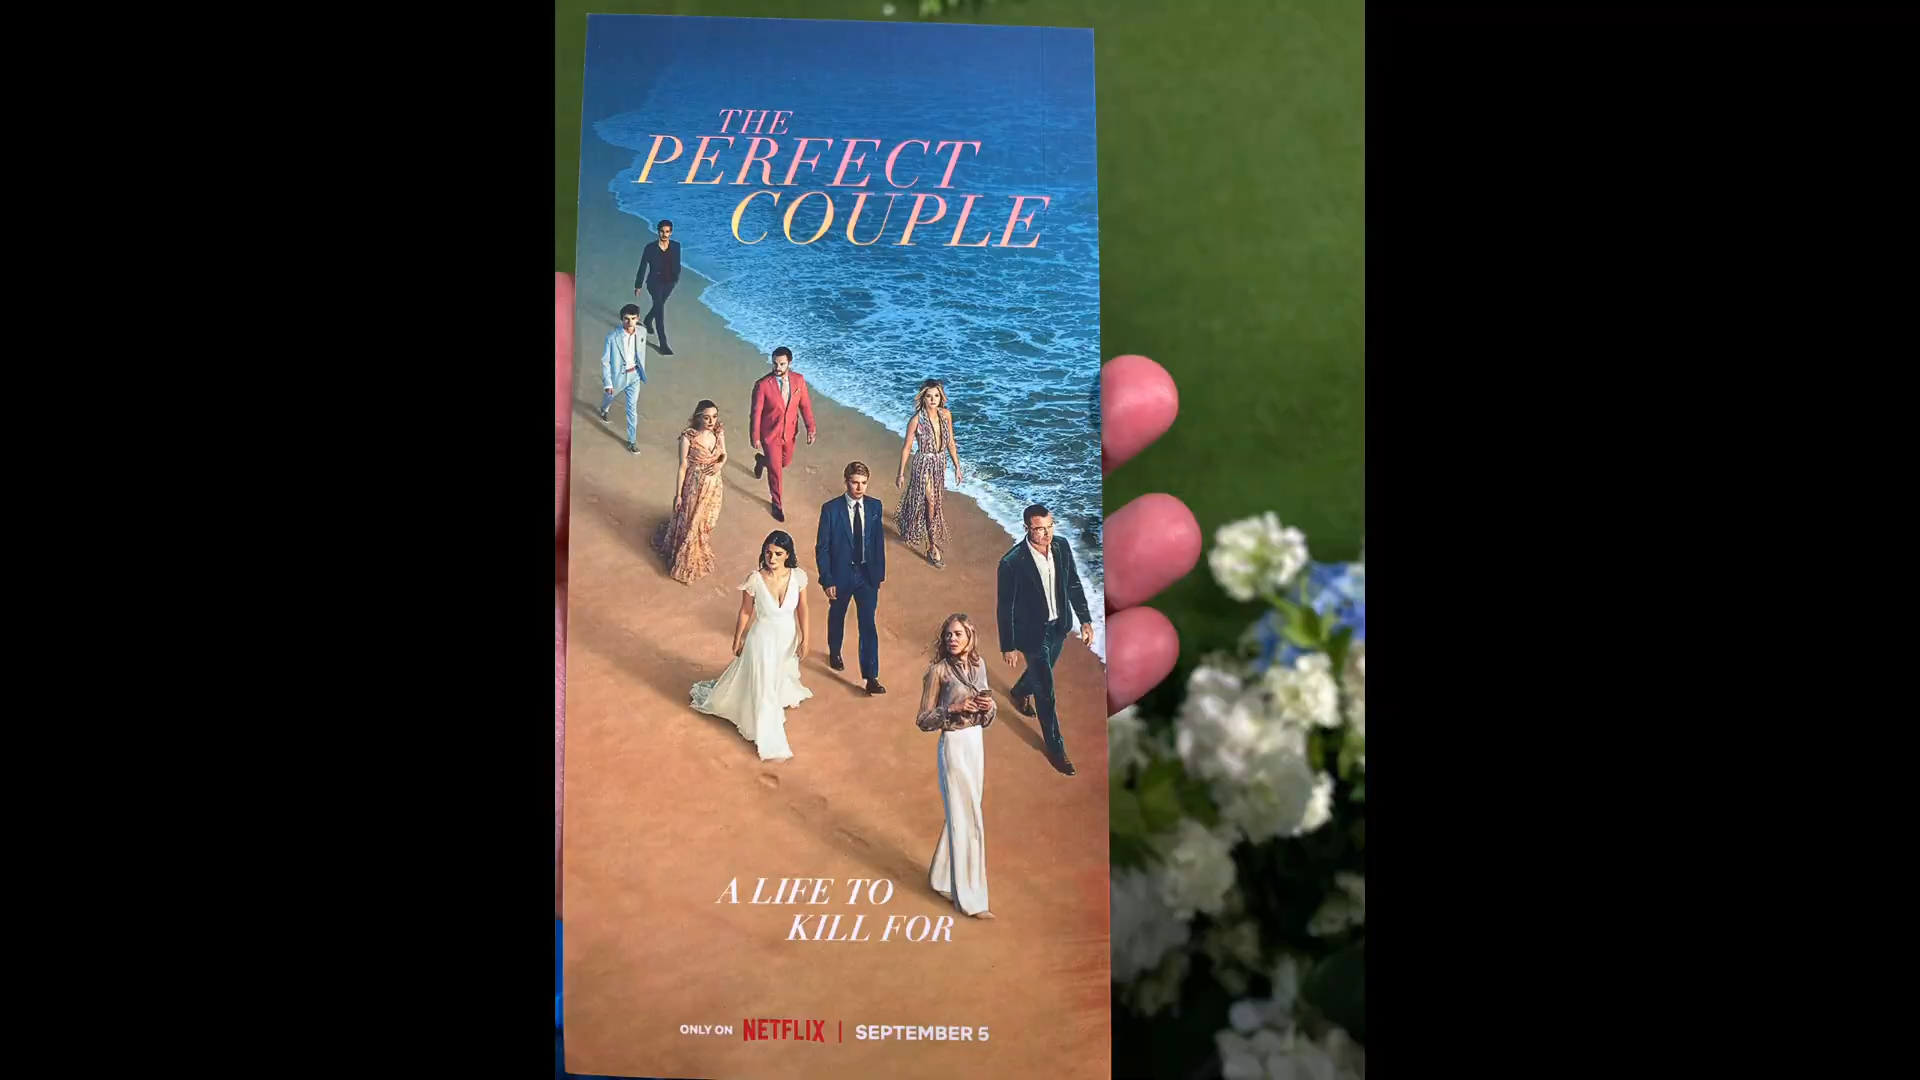 THE
PERFECT
COUPLE
A LIFE TO
KILL FOR
ONLY ON NETFLIX | SEPTEMBER 5